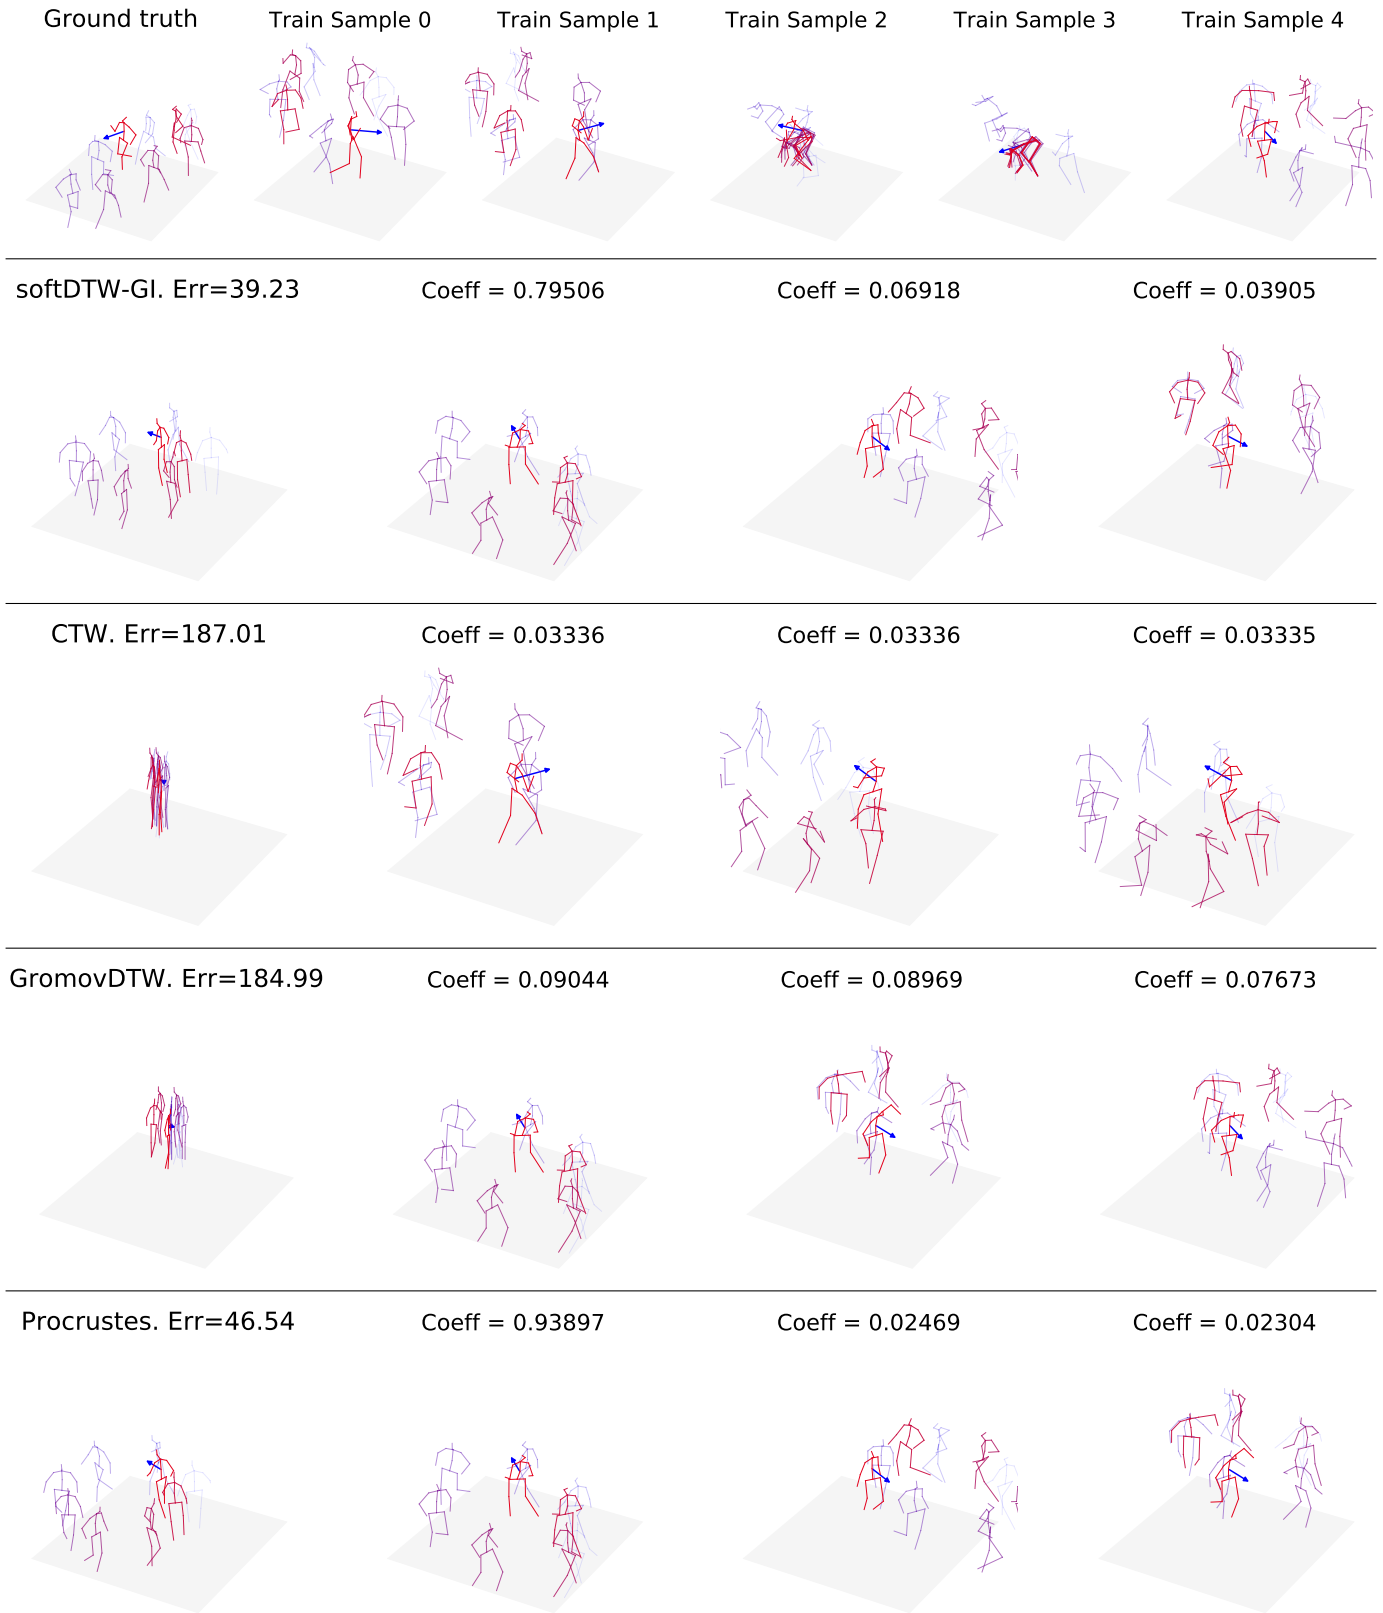 Ground truth
Train Sample 0
Train Sample 1
Train Sample 2
Train Sample 3
Train Sample 4
softDTW-GI. Err=39.23
Coeff = 0.79506
Coeff = 0.06918
Coeff = 0.03905
CTW. Err=187.01
Coeff = 0.03336
Coeff = 0.03336
Coeff = 0.03335
GromovDTW. Err=184.99
Coeff = 0.09044
Coeff = 0.08969
Coeff = 0.07673
Procrustes. Err=46.54
Coeff = 0.93897
Coeff = 0.02469
Coeff = 0.02304